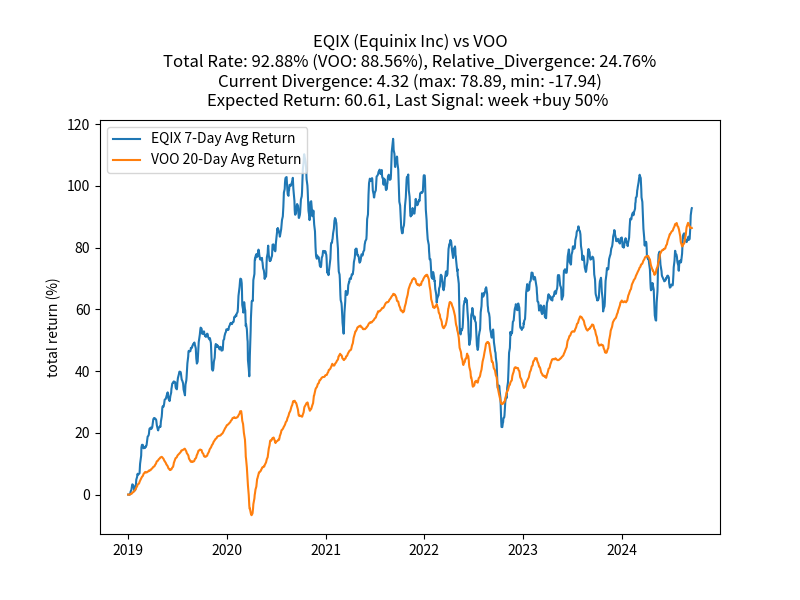 EQIX (Equinix Inc) vs VOO
Total Rate: 92.88% (VOO: 88.56%), Relative_Divergence: 24.76%
Current Divergence: 4.32 (max: 78.89, min: -17.94)
Expected Return: 60.61, Last Signal: week +buy 50%
EQIX 7-Day Avg Return
VOO 20-Day Avg Return
total return (%)
120
100
80
60
40
20
0
2019
2020
2021
2022
2023
2024